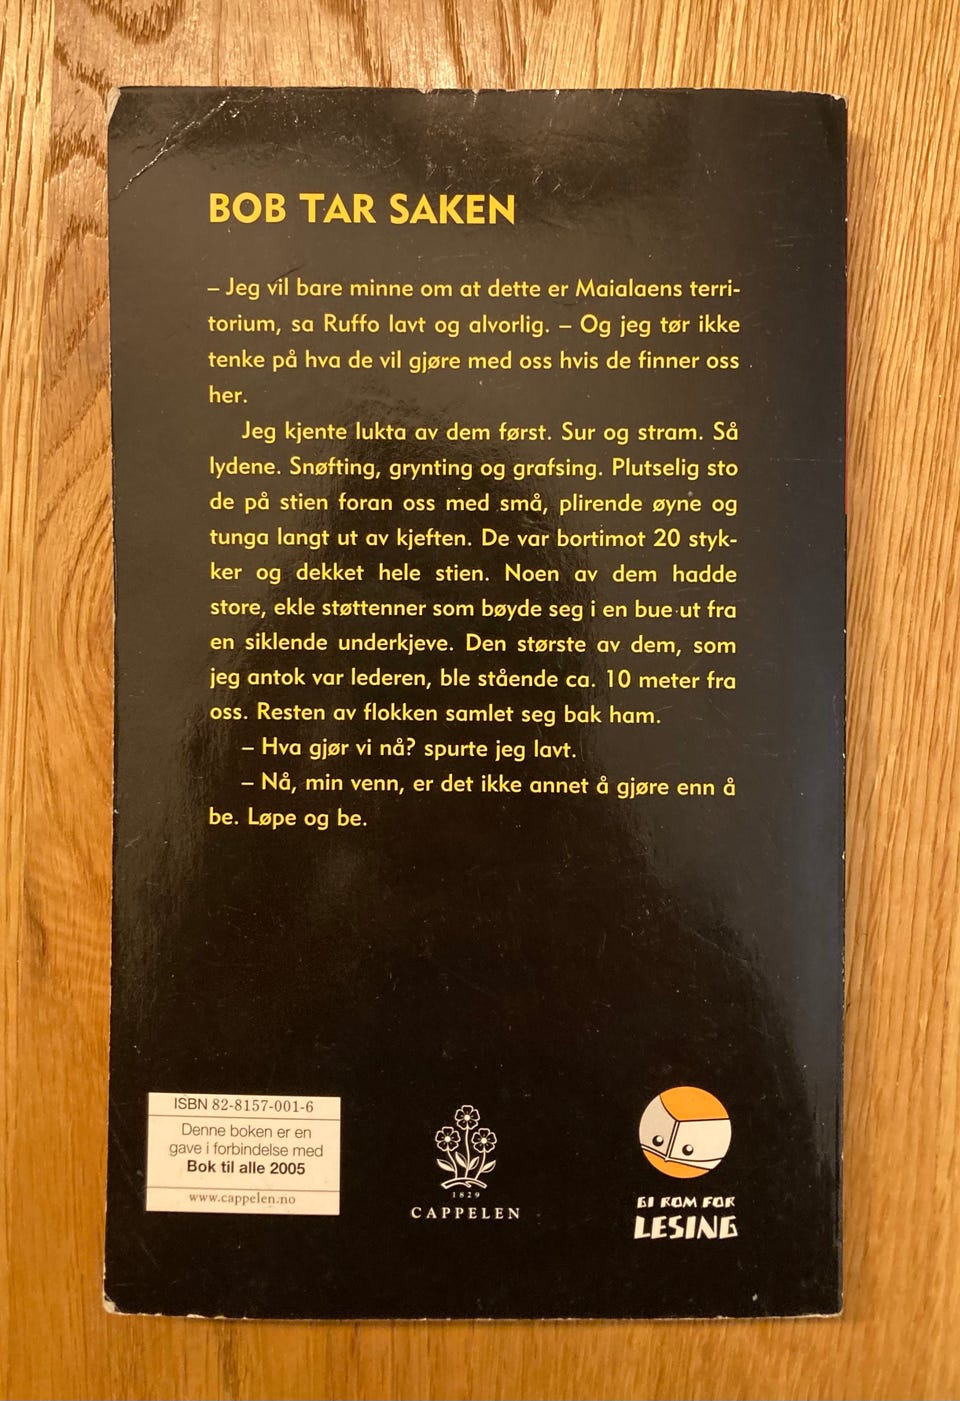 BOB TAR SAKEN
– Jeg vil bare minne om at dette er Maialaens terri-
torium, sa Ruffo lavt og alvorlig. – Og jeg tør ikke
tenke på hva de vil gjøre med oss hvis de finner oss
her.
Jeg kjente lukta av dem først. Sur og stram. Så
lydene. Snøfting, grynting og grafsing. Plutselig sto
de på stien foran oss med små, plirende øyne og
tunga langt ut av kjeften. De var bortimot 20 styk-
ker og dekket hele stien. Noen av dem hadde
store, ekle støttenner som bøyde seg i en bue ut fra
en siklende underkjeve. Den største av dem, som
jeg antok var lederen, ble stående ca. 10 meter fra
oss. Resten av flokken samlet seg bak ham.
– Hva gjør vi nå? spurte jeg lavt.
– Nå, min venn, er det ikke annet å gjøre enn å
be. Løpe og be.
ISBN 82-8157-001-6
Denne boken er en
gave i forbindelse med
Bok til alle 2005
www.cappelen.no
1829
CAPPELEN
GI ROM FOR
LESING